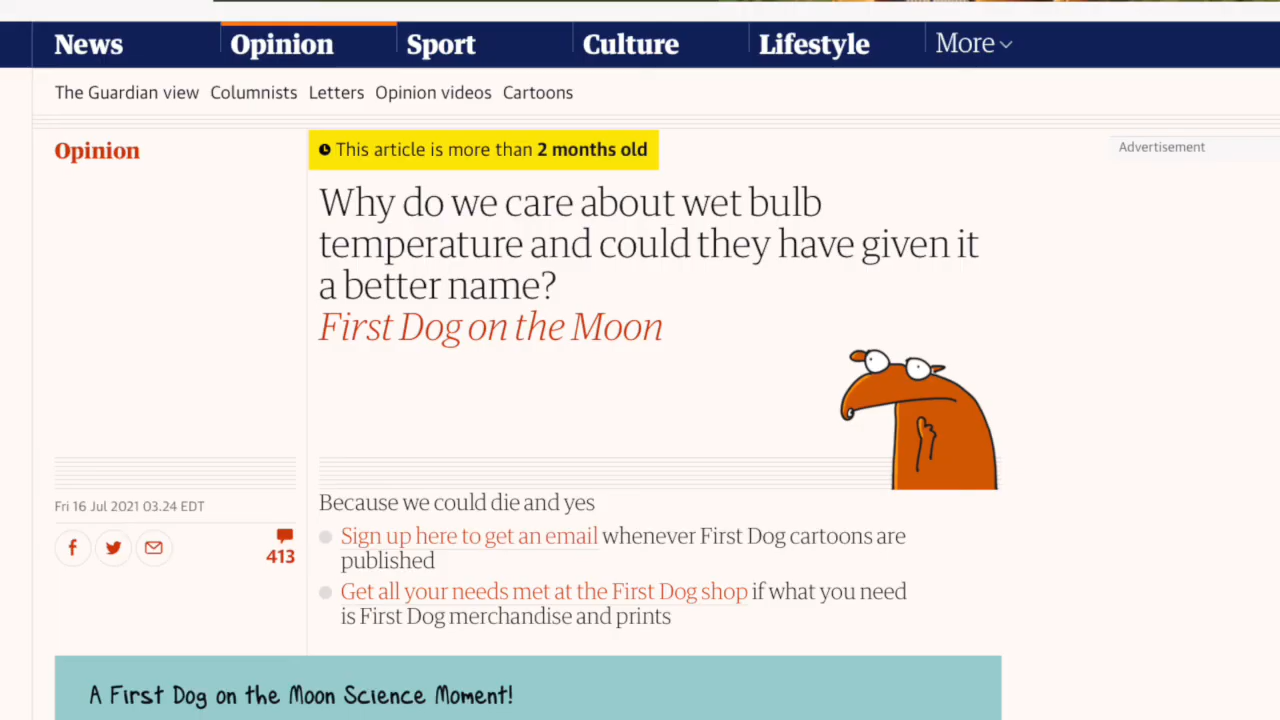 News Opinion Sport Culture Lifestyle More
The Guardian view Columnists Letters Opinion videos Cartoons
Opinion
This article is more than 2 months old
Advertisement
Why do we care about wet bulb
temperature and could they have given it
a better name?
First Dog on the Moon
Fri 16 Jul 2021 03.24 EDT
413
Because we could die and yes
Sign up here to get an email whenever First Dog cartoons are
published
Get all your needs met at the First Dog shop if what you need
is First Dog merchandise and prints
A First Dog on the Moon Science Moment!